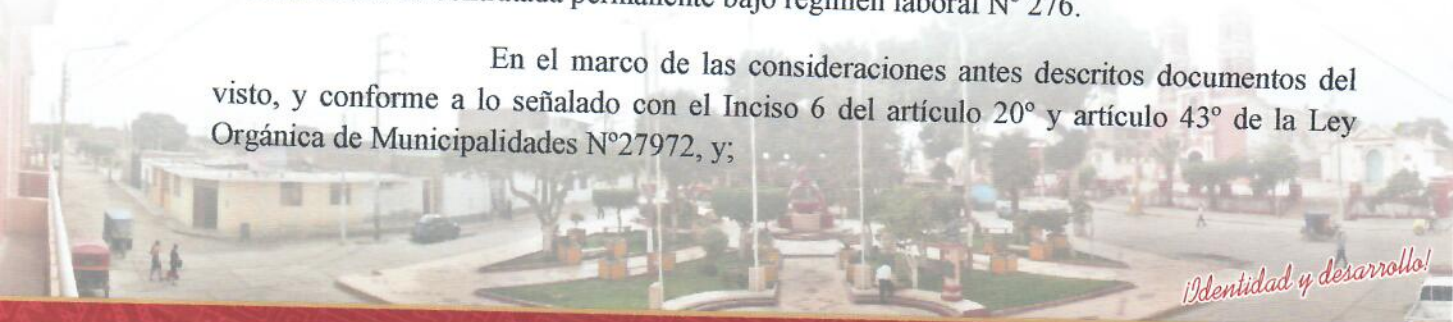 permanente bajo régimen laboral N° 276.
En el marco de las consideraciones antes descritos documentos del
visto, y conforme a lo señalado con el Inciso 6 del artículo 20° y artículo 43° de la Ley
Orgánica de Municipalidades N°27972, y;
¡Identidad y desarrollo!